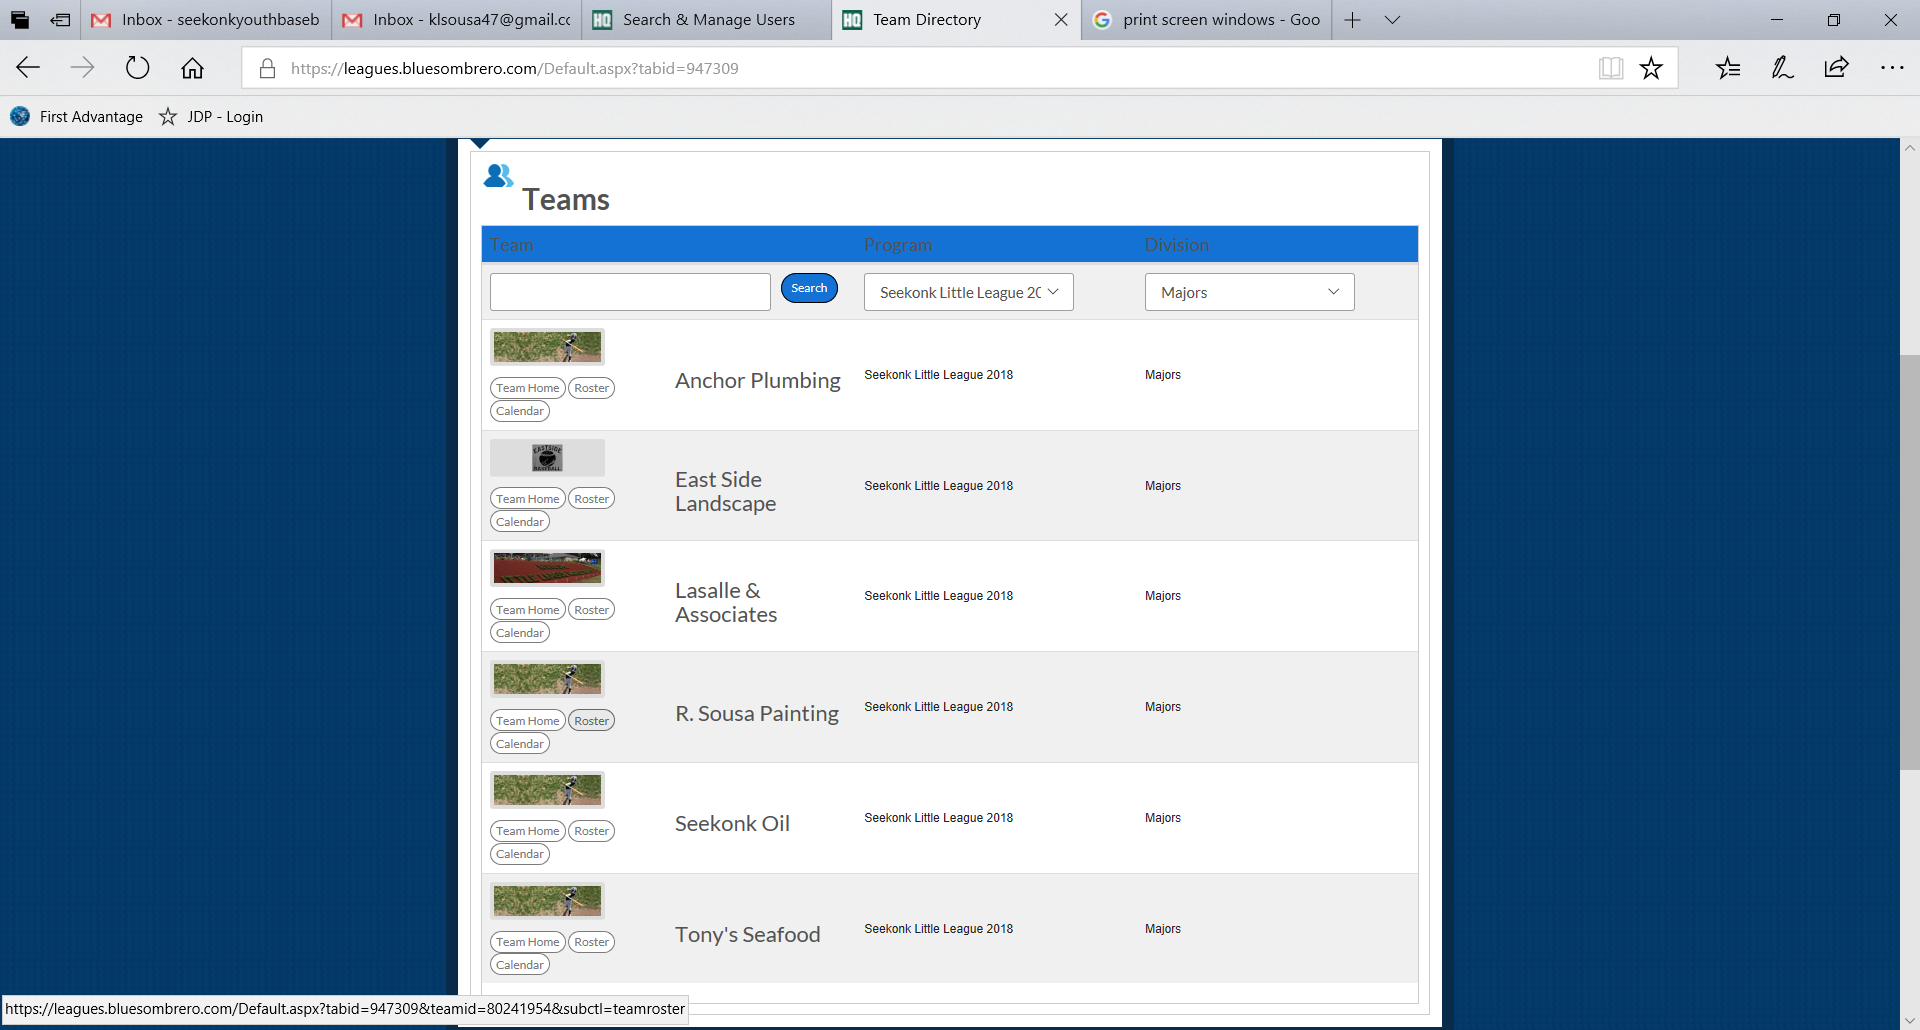 Inbox - seekonkyouthbaseb
Inbox - klsousa47@gmail.cc
HQ Search & Manage Users
HQ Team Directory
print screen windows - Goo
https://leagues.bluesombrero.com/Default.aspx?tabid=947309
First Advantage
JDP - Login
Teams
Team Program Division
Search
Seekonk Little League 20
Majors
Anchor Plumbing
Seekonk Little League 2018
Majors
Team Home Roster
Calendar
EASTSIDE
BASEBALL
East Side
Landscape
Seekonk Little League 2018
Majors
Team Home Roster
Calendar
Lasalle &
Associates
Seekonk Little League 2018
Majors
Team Home Roster
Calendar
R. Sousa Painting
Seekonk Little League 2018
Majors
Team Home Roster
Calendar
Seekonk Oil
Seekonk Little League 2018
Majors
Team Home Roster
Calendar
Tony's Seafood
Seekonk Little League 2018
Majors
Team Home Roster
Calendar
https://leagues.bluesombrero.com/Default.aspx?tabid=947309&teamid=80241954&subctl=teamroster